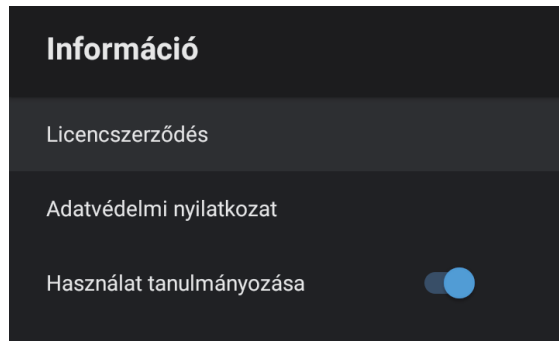 Információ
Licencszerződés
Adatvédelmi nyilatkozat
Használat tanulmányozása